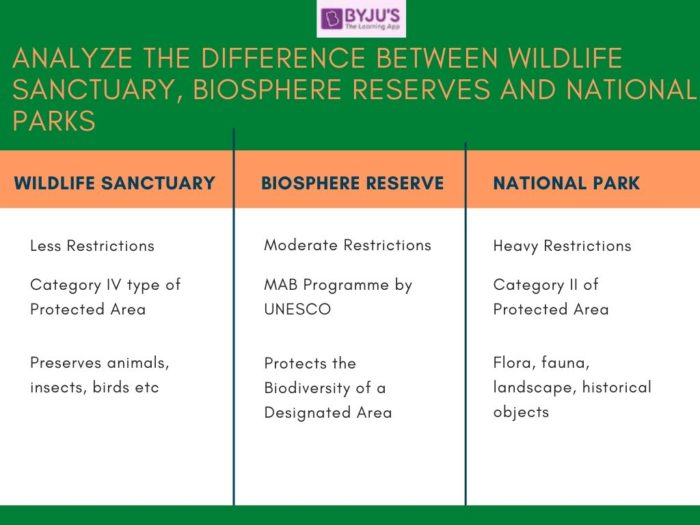 BYJU'S
The Learning App
ANALYZE THE DIFFERENCE BETWEEN WILDLIFE
SANCTUARY, BIOSPHERE RESERVES AND NATIONAL
PARKS
WILDLIFE SANCTUARY
Less Restrictions
Category IV type of
Protected Area
Preserves animals,
insects, birds etc
BIOSPHERE RESERVE
Moderate Restrictions
MAB Programme by
UNESCO
Protects the
Biodiversity of a
Designated Area
NATIONAL PARK
Heavy Restrictions
Category II of
Protected Area
Flora, fauna,
landscape, historical
objects